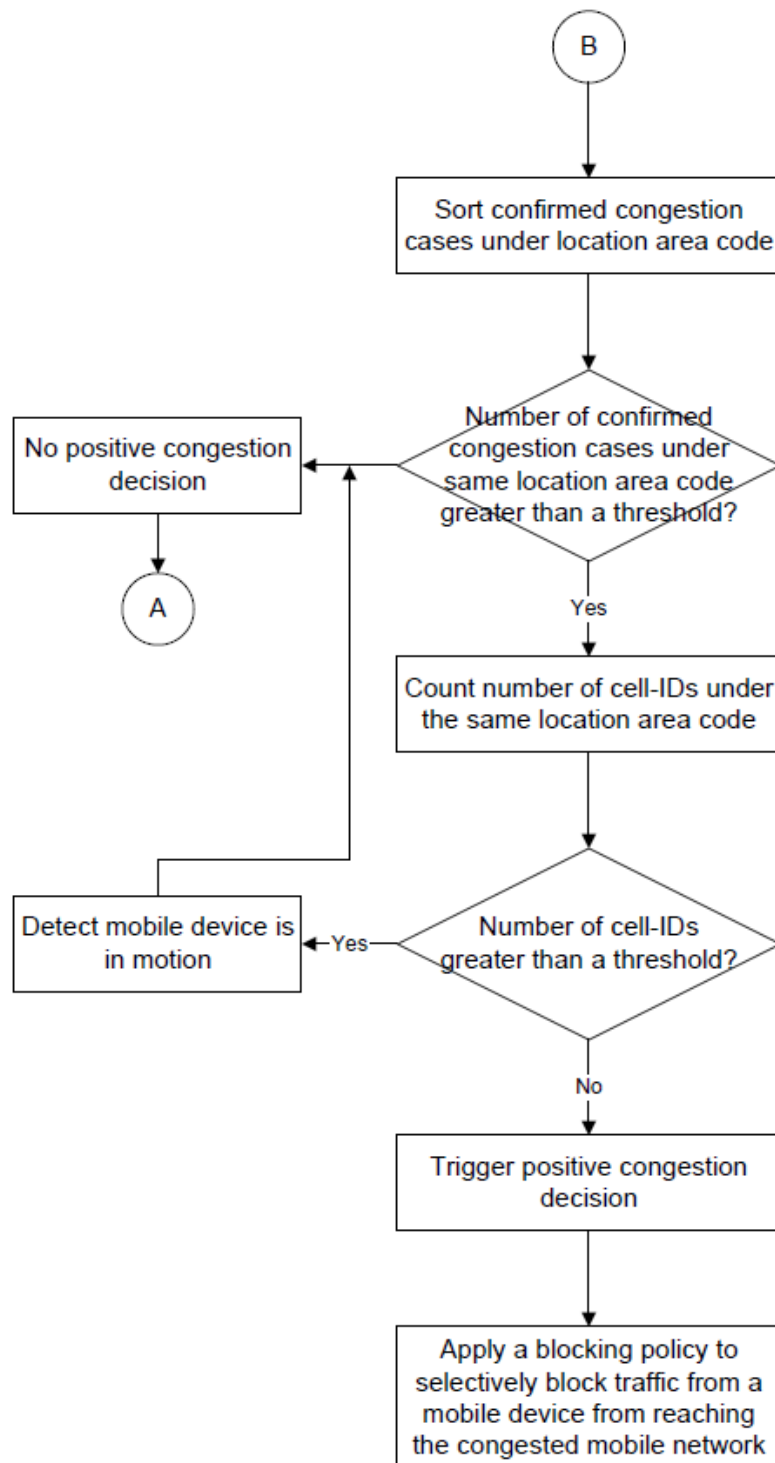 B
Sort confirmed congestion
cases under location area code
Number of confirmed
congestion cases under
same location area code
greater than a threshold?
No positive congestion
decision
A
Yes
Count number of cell-IDs under
the same location area code
Number of cell-IDs
greater than a threshold?
Yes
Detect mobile device is
in motion
No
Trigger positive congestion
decision
Apply a blocking policy to
selectively block traffic from a
mobile device from reaching
the congested mobile network